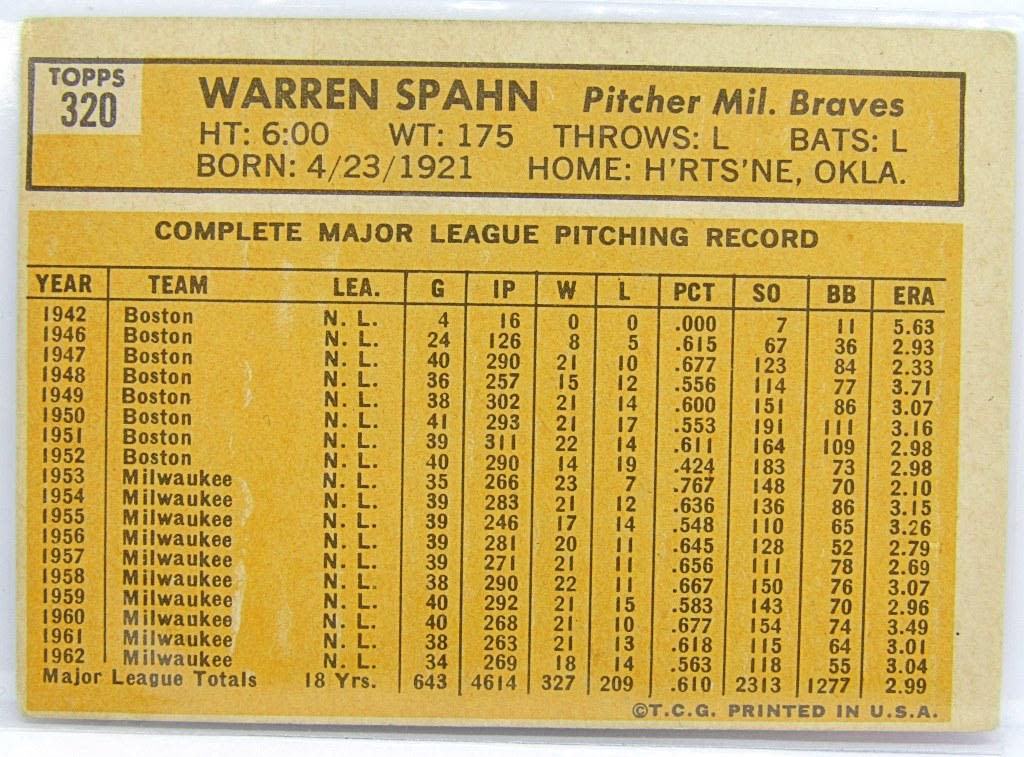 TOPPS
320
WARREN SPAHN Pitcher Mil. Braves
HT: 6:00 WT: 175 THROWS: L BATS: L
BORN: 4/23/1921 HOME: H'RTS'NE, OKLA.
COMPLETE MAJOR LEAGUE PITCHING RECORD
YEAR TEAM LEA. G IP W L PCT SO BB ERA
1942 Boston N. L. 4 16 0 0 .000 7 11 5.63
1946 Boston N. L. 24 126 8 5 .615 67 36 2.93
1947 Boston N. L. 40 290 21 10 .677 123 84 2.33
1948 Boston N. L. 36 257 15 12 .556 114 77 3.71
1949 Boston N. L. 38 302 21 14 .600 151 86 3.07
1950 Boston N. L. 41 293 21 17 .553 191 111 3.16
1951 Boston N. L. 39 311 22 14 .611 164 109 2.98
1952 Boston N. L. 40 290 14 19 .424 183 73 2.98
1953 Milwaukee N. L. 35 266 23 7 .767 148 70 2.10
1954 Milwaukee N. L. 39 283 21 12 .636 136 86 3.15
1955 Milwaukee N. L. 39 246 17 14 .548 110 65 3.26
1956 Milwaukee N. L. 39 281 20 11 .645 128 52 2.79
1957 Milwaukee N. L. 39 271 21 11 .656 111 78 2.69
1958 Milwaukee N. L. 38 290 22 11 .667 150 76 3.07
1959 Milwaukee N. L. 40 292 21 15 .583 143 70 2.96
1960 Milwaukee N. L. 40 268 21 10 .677 154 74 3.49
1961 Milwaukee N. L. 38 263 21 13 .618 115 64 3.01
1962 Milwaukee N. L. 34 269 18 14 .563 118 55 3.04
Major League Totals 18 Yrs. 643 4614 327 209 .610 2313 1277 2.99
©T.C.G. PRINTED IN U.S.A.